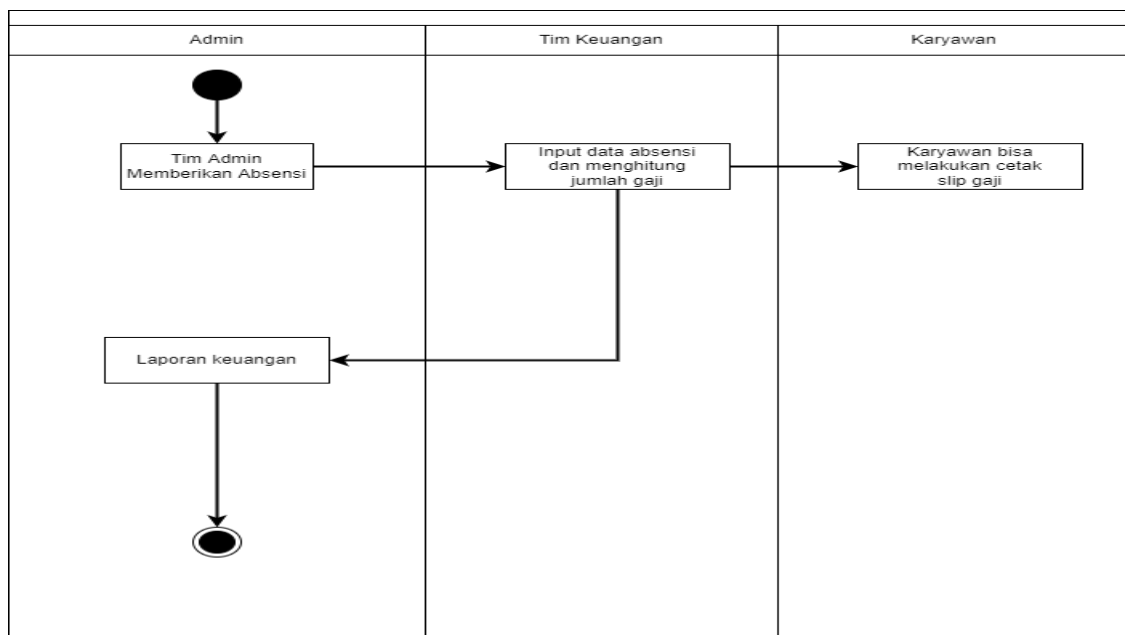 Admin
Tim Keuangan
Karyawan
Tim Admin
Memberikan Absensi
Input data absensi
dan menghitung
jumlah gaji
Karyawan bisa
melakukan cetak
slip gaji
Laporan keuangan